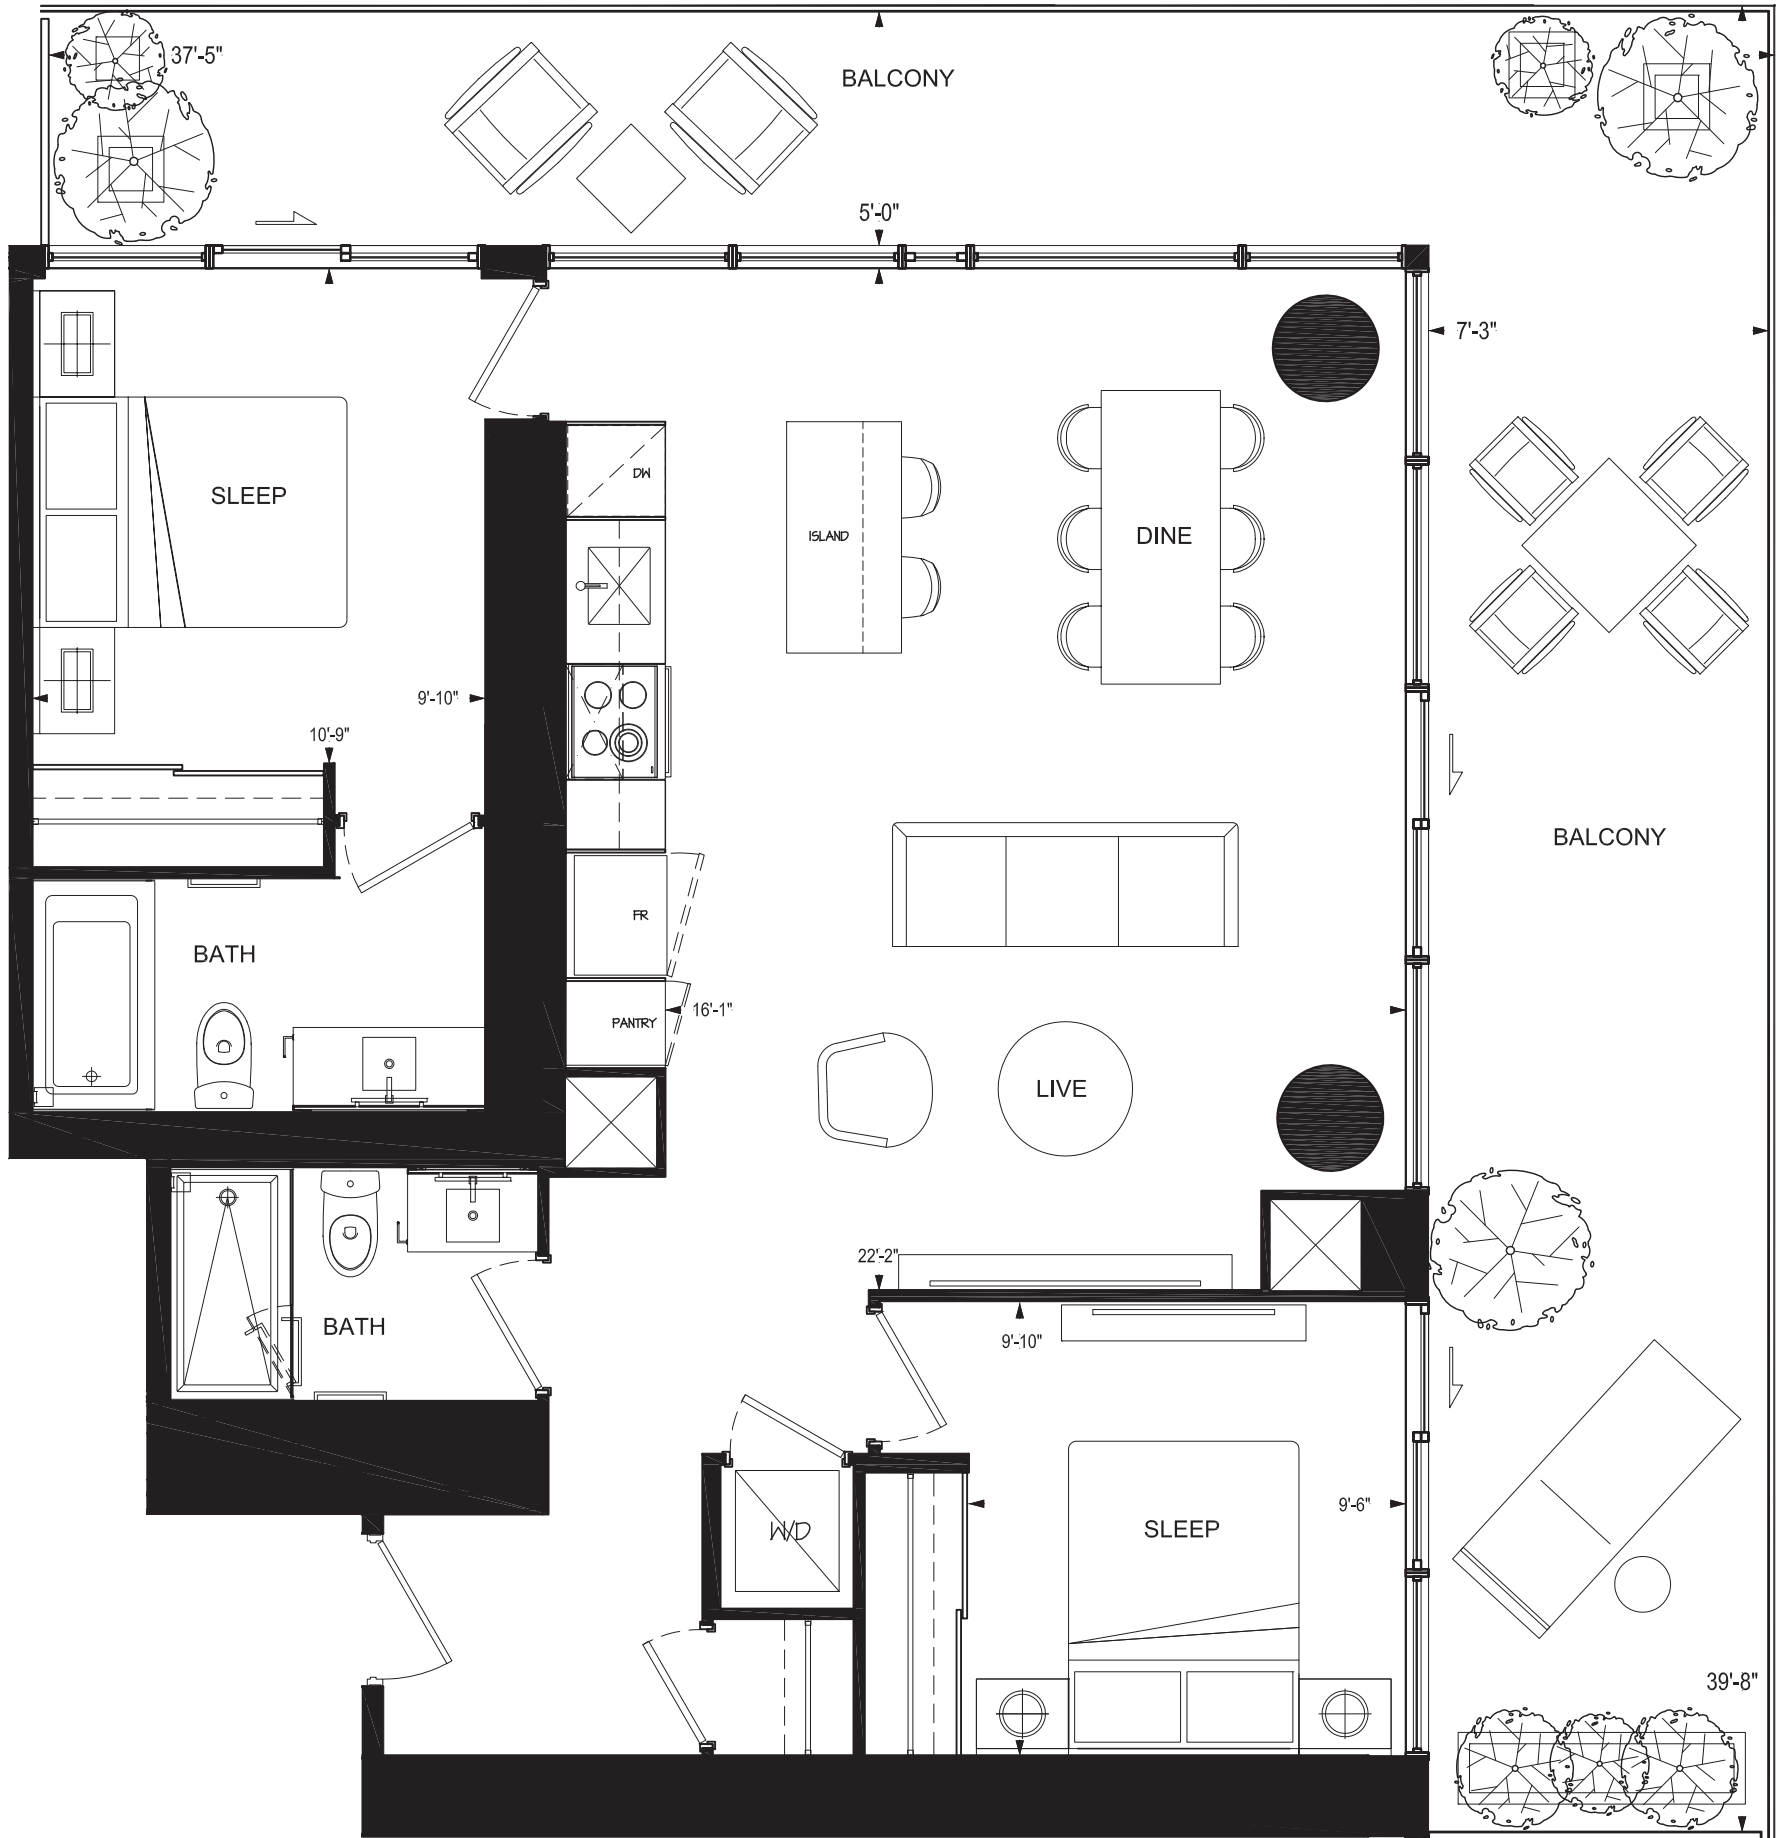 37'-5"
BALCONY
5'-0"
7'-3"
DW
SLEEP
ISLAND
DINE
9'-10"
10'-9"
BALCONY
FR
BATH
PANTRY
16'-1"
LIVE
22'-2"
BATH
9'-10"
9'-6"
W/D
SLEEP
39'-8"